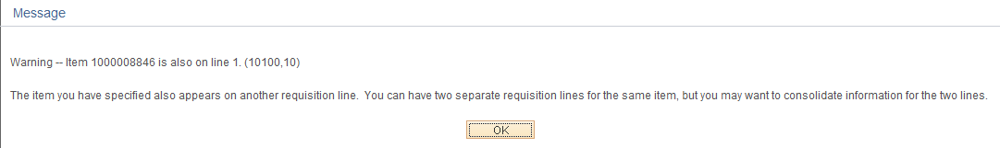 Message
Warning -- Item 1000008846 is also on line 1. (10100,10)
The item you have specified also appears on another requisition line.  You can have two separate requisition lines for the same item, but you may want to consolidate information for the two lines.
OK